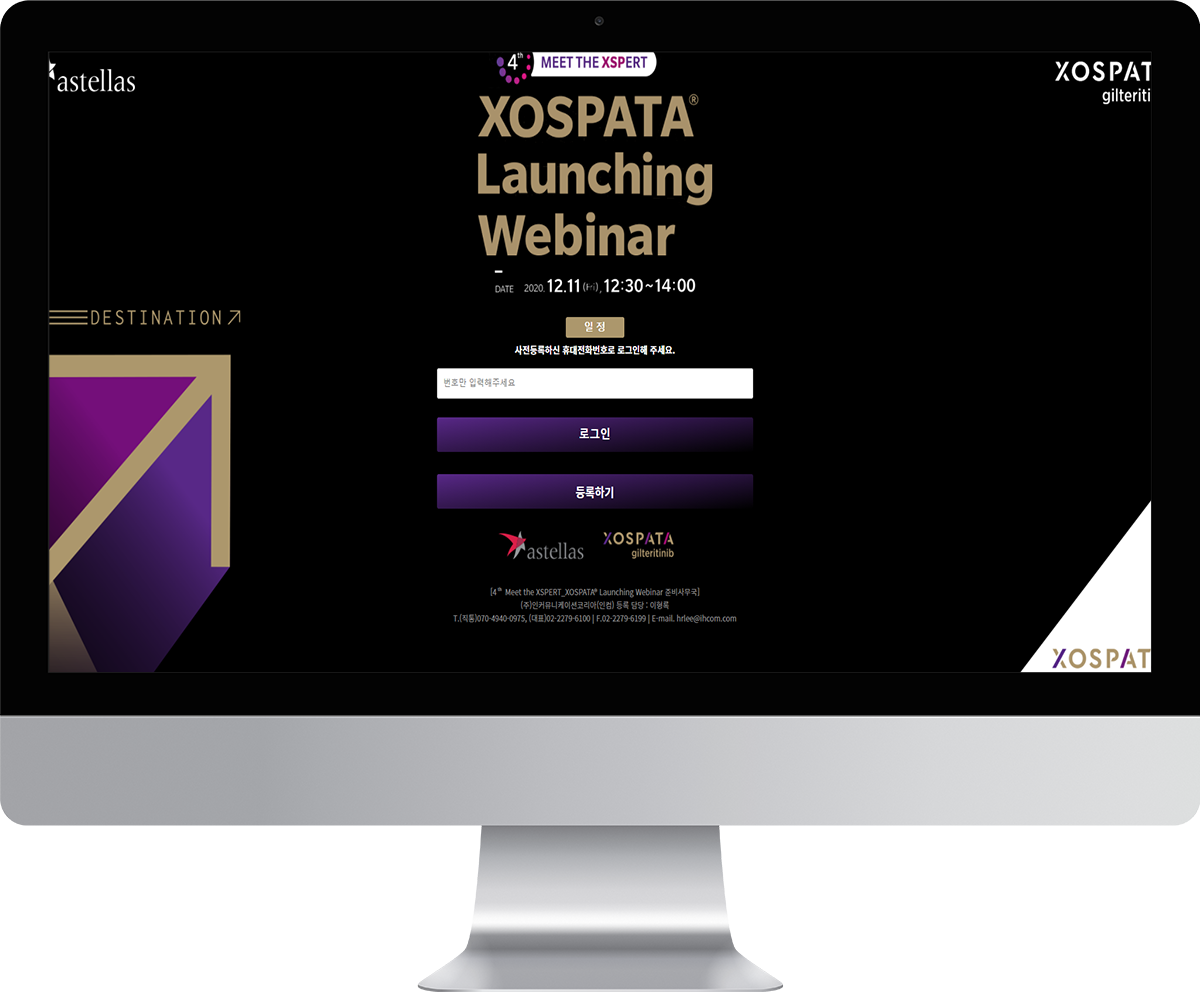 astellas
4th MEET THE XSPERT
XOSPAT
gilteriti
XOSPATA®
Launching
Webinar
DATE 2020. 12.11 (Fri), 12:30~14:00
DESTINATION
일 정
사전등록하신 휴대전화번호로 로그인해 주세요.
번호만 입력해주세요
로그인
등록하기
astellas
XOSPATA
gilteritinib
[4th Meet the XSPERT_XOSPATA® Launching Webinar 준비사무국]
(주)인커뮤니케이션코리아(인컴) 등록 담당 : 이형록
T.(직통)070-4940-0975, (대표)02-2279-6100 | F.02-2279-6199 | E-mail. hrlee@ihcom.com
XOSPAT